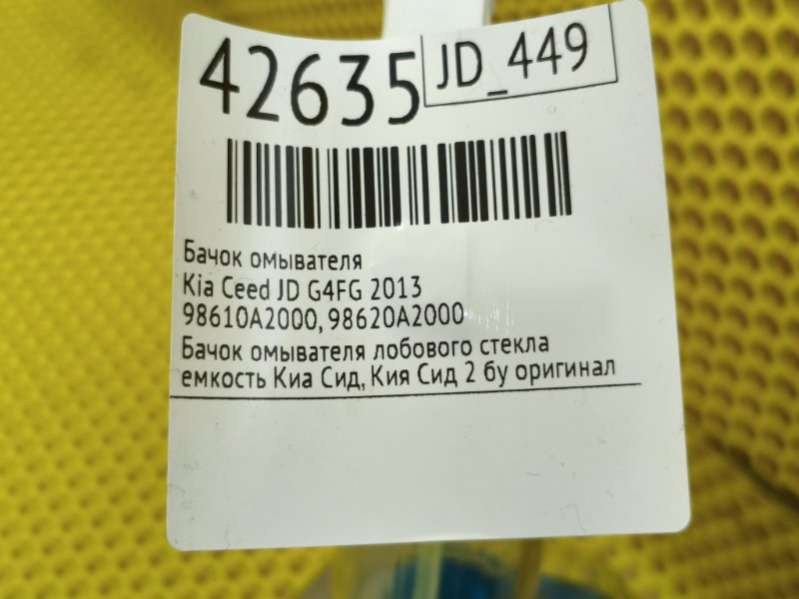 42635
JD_449
Бачок омывателя
Kia Ceed JD G4FG 2013
98610A2000, 98620A2000
Бачок омывателя лобового стекла
емкость Киа Сид, Кия Сид 2 бу оригинал